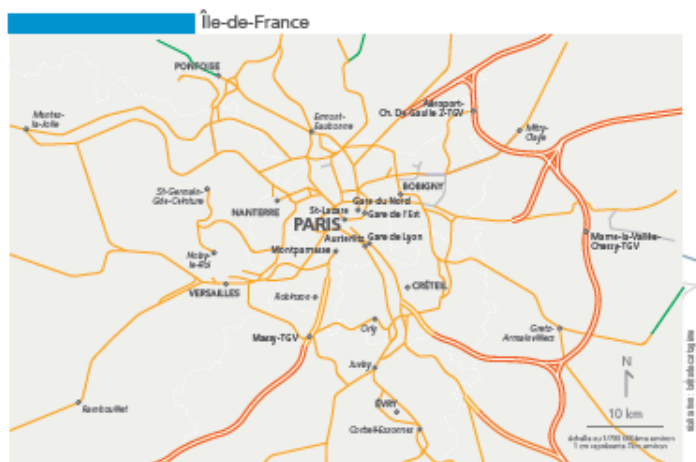 Île-de-France
PONTOISE
Mantes-
la-Jolie
Ermont-
Eaubonne
Aéroport-
Ch. De Gaulle 2-TGV
Mitry-
Claye
St-Germain-
Gde-Ceinture
NANTERRE
BOBIGNY
Gare du Nord
St-Lazare
Gare de l'Est
PARIS
Austerlitz
Gare de Lyon
Montparnasse
Marne-la-Vallée-
Chessy-TGV
Noisy-
le-Roi
VERSAILLES
Robinson
CRÉTEIL
Massy-TGV
Orly
Gretz-
Armainvilliers
Juvisy
Rambouillet
ÉVRY
Corbeil-Essonnes
N
10 km